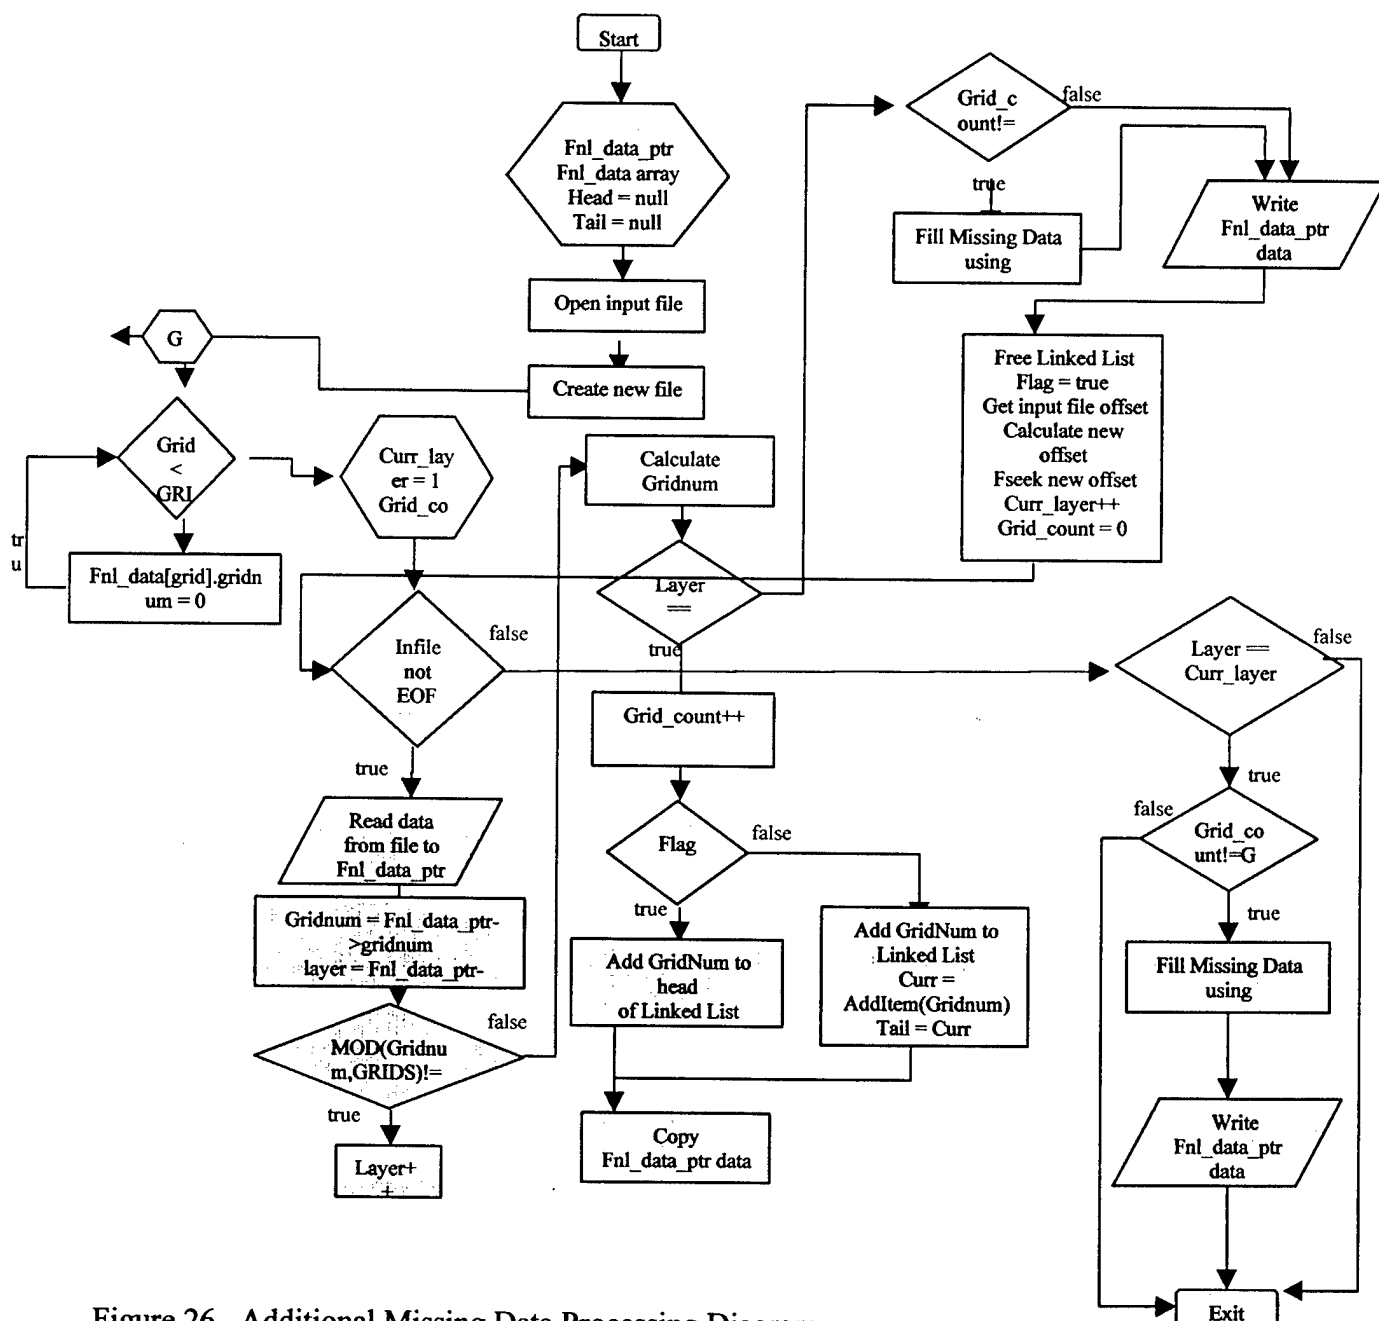 Start
Fnl_data_ptr
Fnl_data array
Head = null
Tail = null
Open input file
Create new file
G
Grid
<
GRI
tr
u
Fnl_data[grid].gridn
um = 0
Curr_lay
er = 1
Grid_co
Infile
not
EOF
false
true
Read data
from file to
Fnl_data_ptr
Gridnum = Fnl_data_ptr-
>gridnum
layer = Fnl_data_ptr-
MOD(Gridnu
m,GRIDS)!=
false
true
Layer+
+
Calculate
Gridnum
Layer
==
true
Grid_count++
Flag
false
true
Add GridNum to
head
of Linked List
Add GridNum to
Linked List
Curr =
AddItem(Gridnum)
Tail = Curr
Copy
Fnl_data_ptr data
Grid_c
ount!=
false
true
Fill Missing Data
using
Write
Fnl_data_ptr
data
Free Linked List
Flag = true
Get input file offset
Calculate new
offset
Fseek new offset
Curr_layer++
Grid_count = 0
Layer ==
Curr_layer
false
true
Grid_co
unt!=G
false
true
Fill Missing Data
using
Write
Fnl_data_ptr
data
Exit
Figure 26. Additional Missing Data Processing Diagram